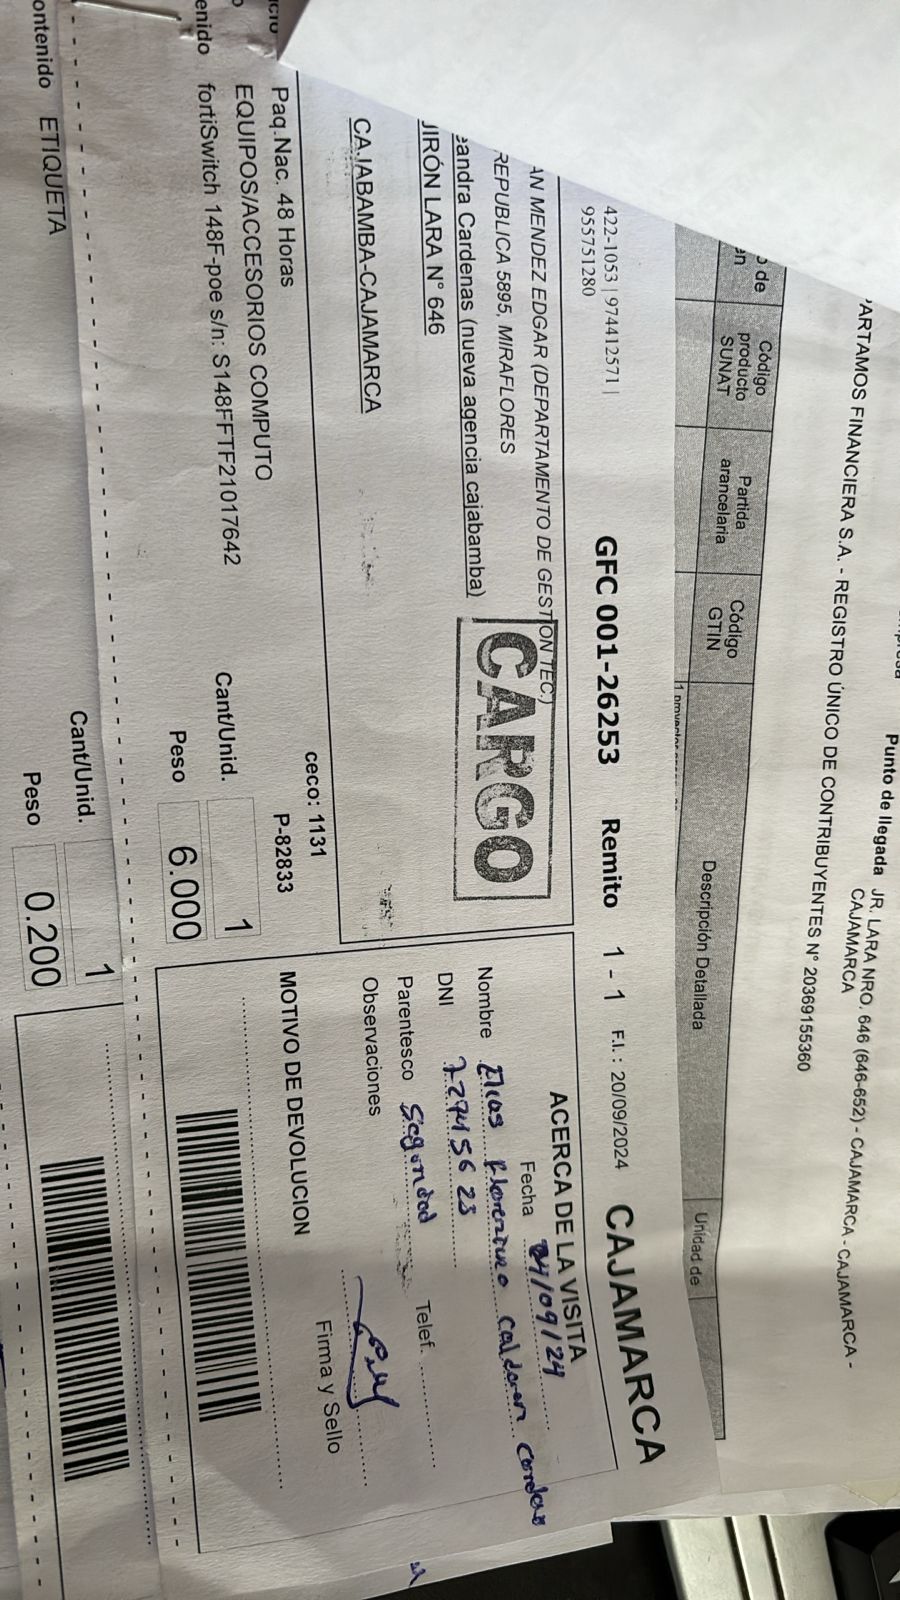 Punto de llegada JR. LARA NRO. 646 (646-652) - CAJAMARCA - CAJAMARCA -
CAJAMARCA
PARTAMOS FINANCIERA S.A. - REGISTRO ÚNICO DE CONTRIBUYENTES N° 20369155360
Código
producto
SUNAT
Partida
arancelaria
Código
GTIN
Descripción Detallada
Unidad de
422-1053 | 974412571 |
955751280
GFC 001-26253 Remito 1 - 1 F.I.: 20/09/2024 CAJAMARCA
AN MENDEZ EDGAR (DEPARTAMENTO DE GESTION TEC.)
REPUBLICA 5895, MIRAFLORES
eandra Cardenas (nueva agencia cajabamba)
JIRÓN LARA N° 646
CAJABAMBA-CAJAMARCA
CARGO
ACERCA DE LA VISITA
Fecha 24/09/24
Nombre Elias Florentino Calderon
DNI 72745623
Parentesco Seguridad Telef.
Observaciones
Firma y Sello
Paq.Nac. 48 Horas
ceco: 1131
EQUIPOS/ACCESORIOS COMPUTO
P-82833
enido fortiSwitch 148F-poe s/n: S148FFTF21017642
Cant/Unid. 1
Peso 6.000
MOTIVO DE DEVOLUCION
ontenido ETIQUETA
Cant/Unid. 1
Peso 0.200